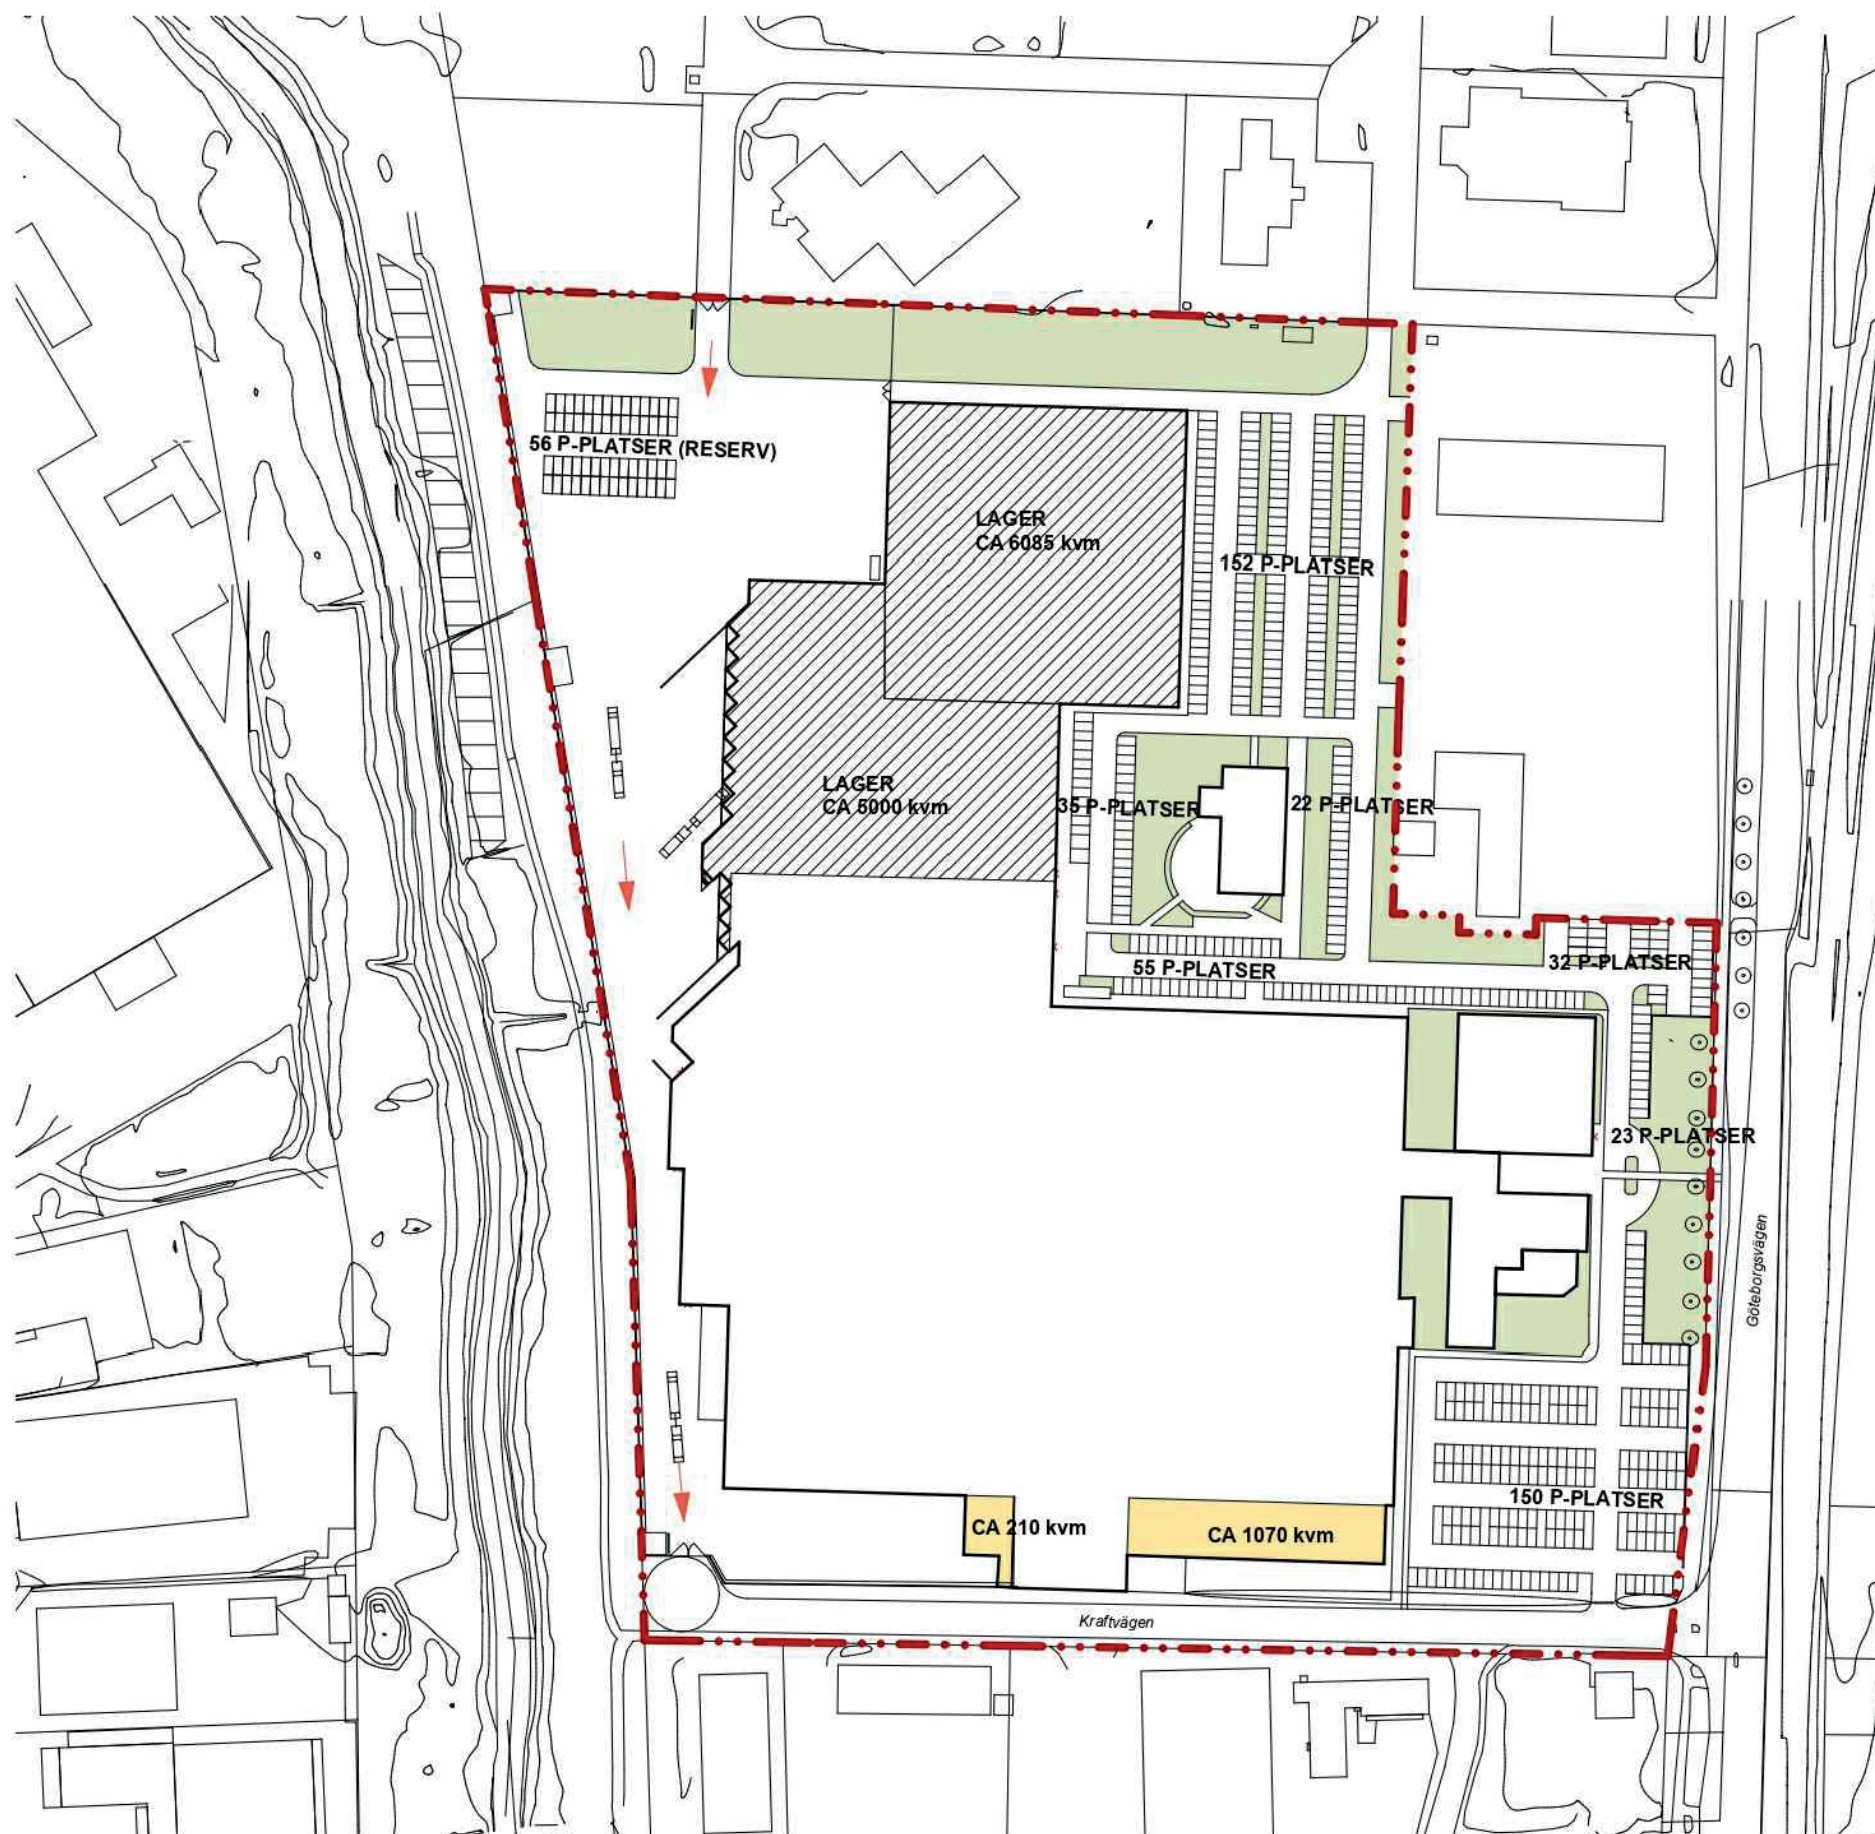 56 P-PLATSER (RESERV)
LAGER
CA 6085 kvm
152 P-PLATSER
LAGER
CA 5000 kvm
35 P-PLATSER
22 P-PLATSER
55 P-PLATSER
32 P-PLATSER
23 P-PLATSER
Göteborgsvägen
150 P-PLATSER
CA 210 kvm
CA 1070 kvm
Kraftvägen